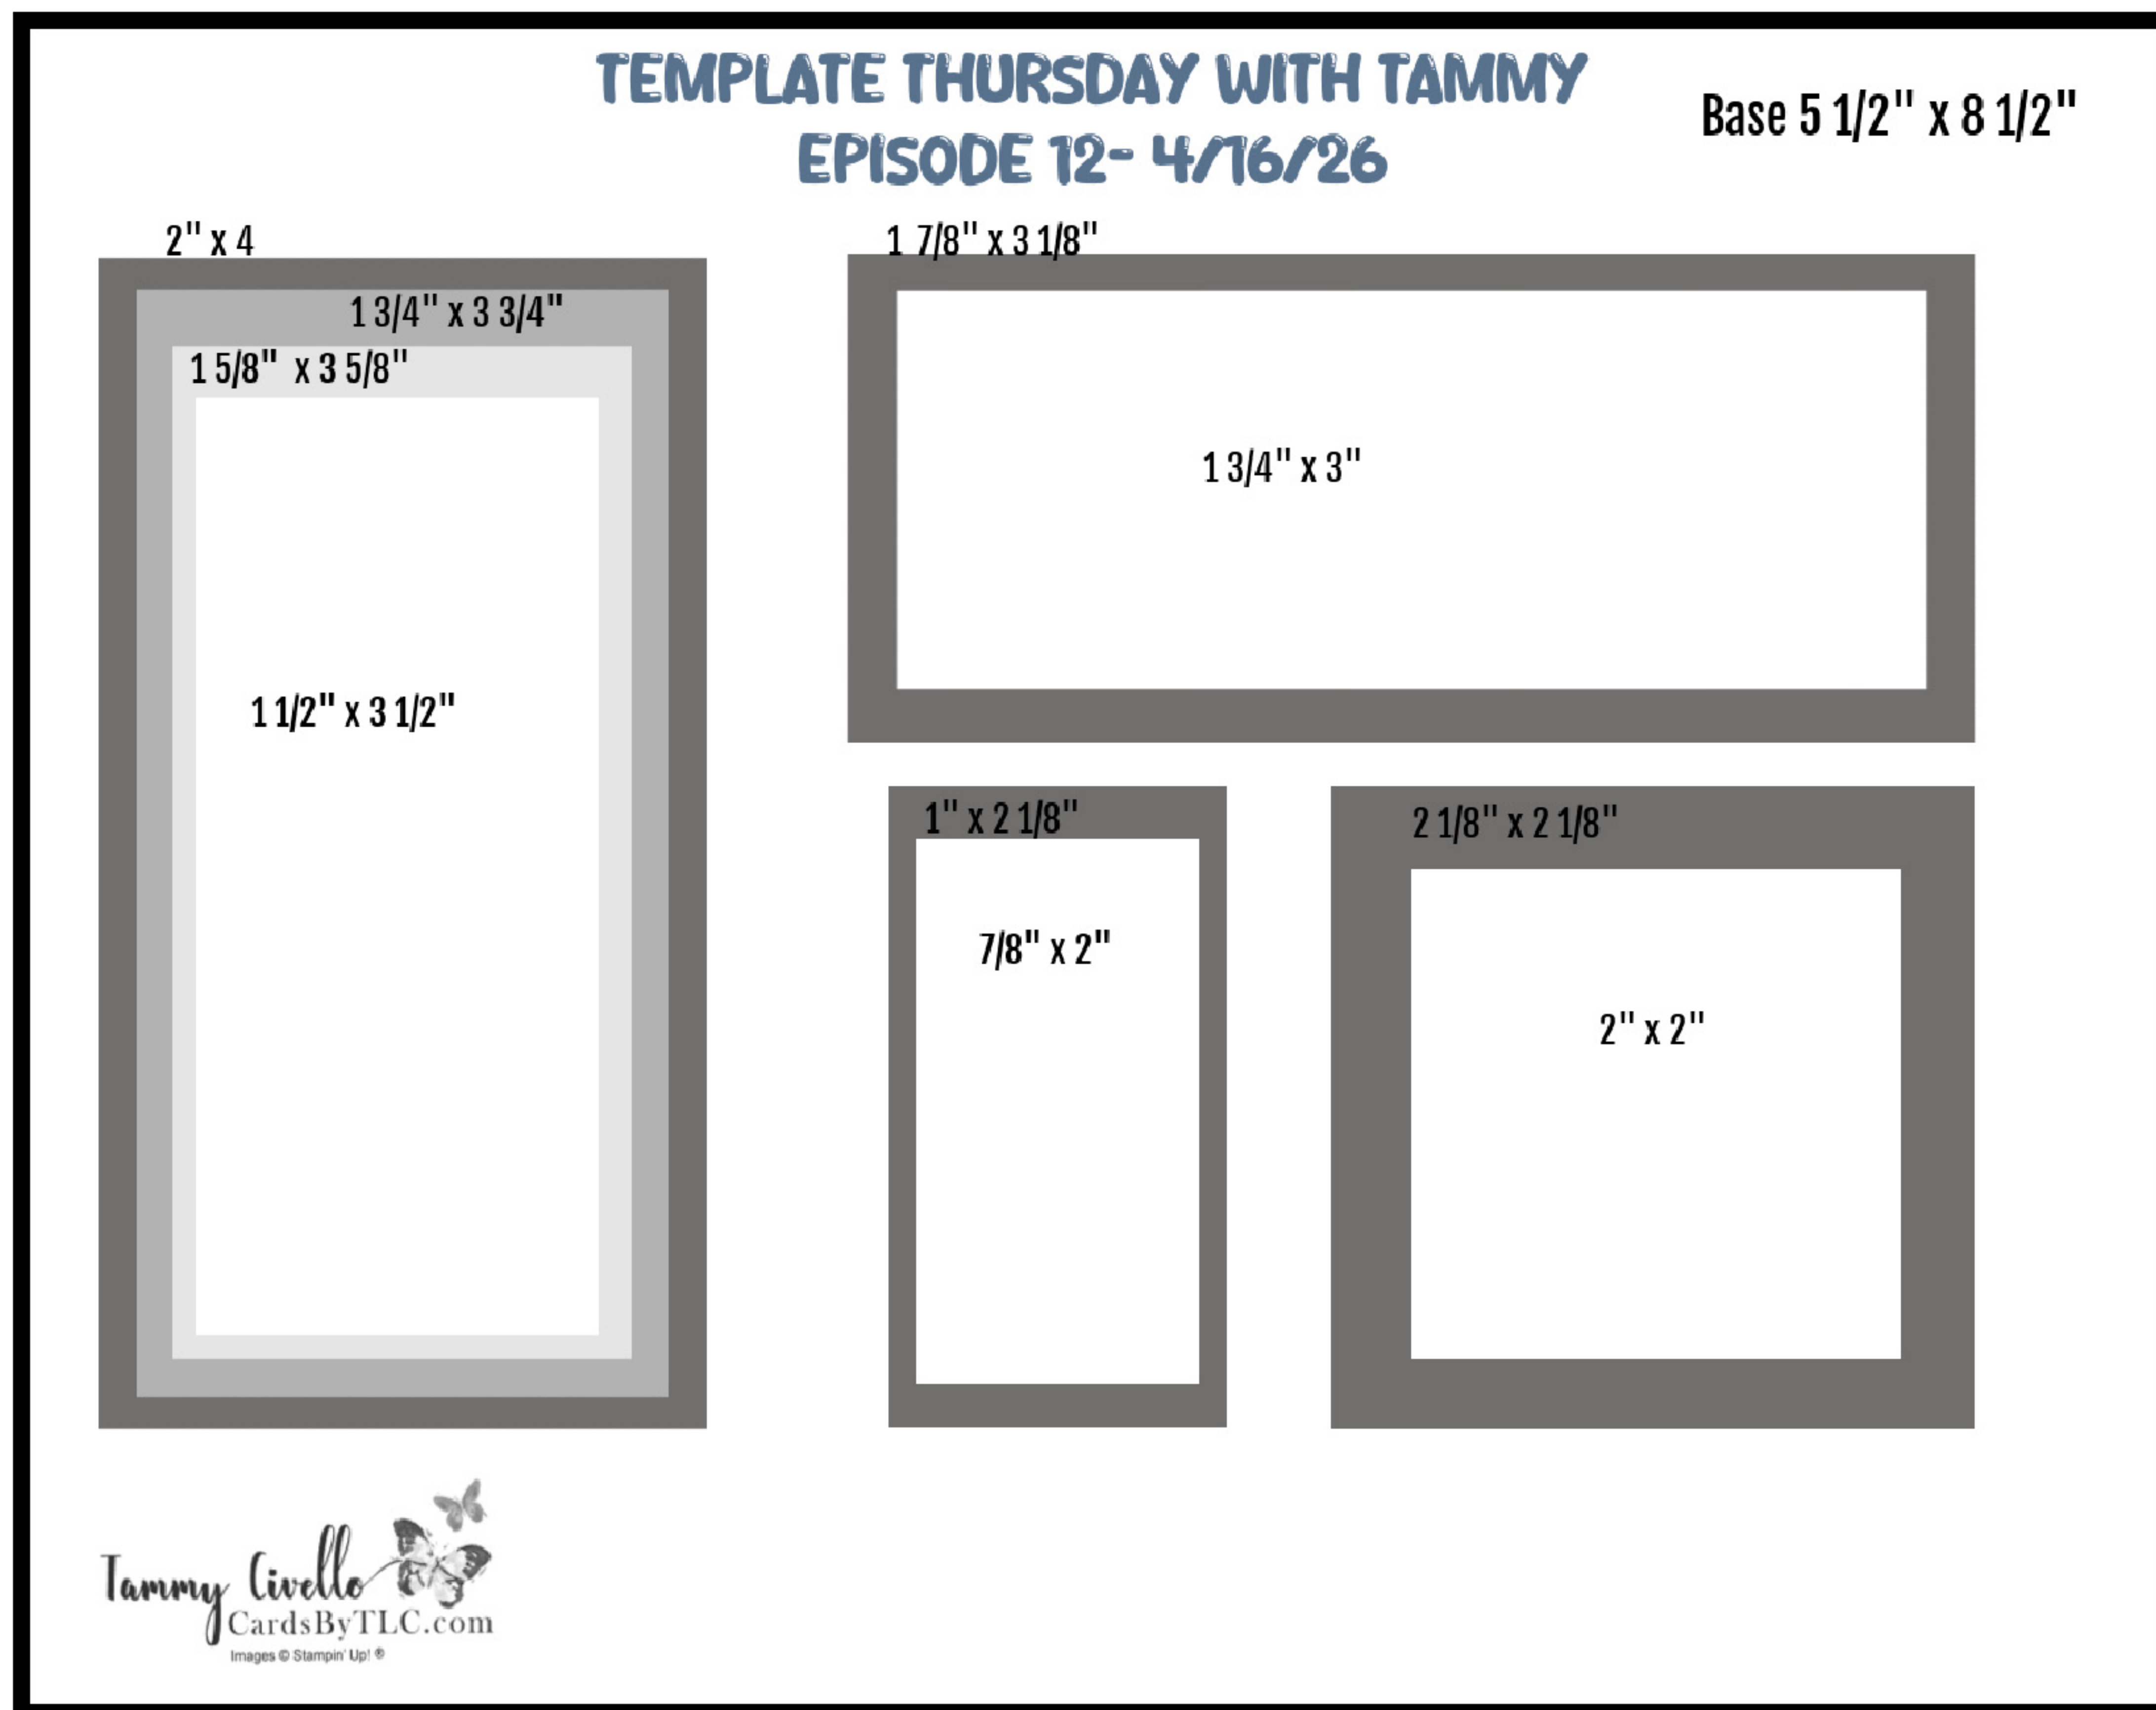 TEMPLATE THURSDAY WITH TAMMY
EPISODE 12- 4/16/26
Base 5 1/2" x 8 1/2"
2" x 4
1 3/4" x 3 3/4"
1 5/8" x 3 5/8"
1 1/2" x 3 1/2"
1 7/8" x 3 1/8"
1 3/4" x 3"
1" x 2 1/8"
7/8" x 2"
2 1/8" x 2 1/8"
2" x 2"
Tammy Civello
CardsByTLC.com
Images © Stampin' Up! ®